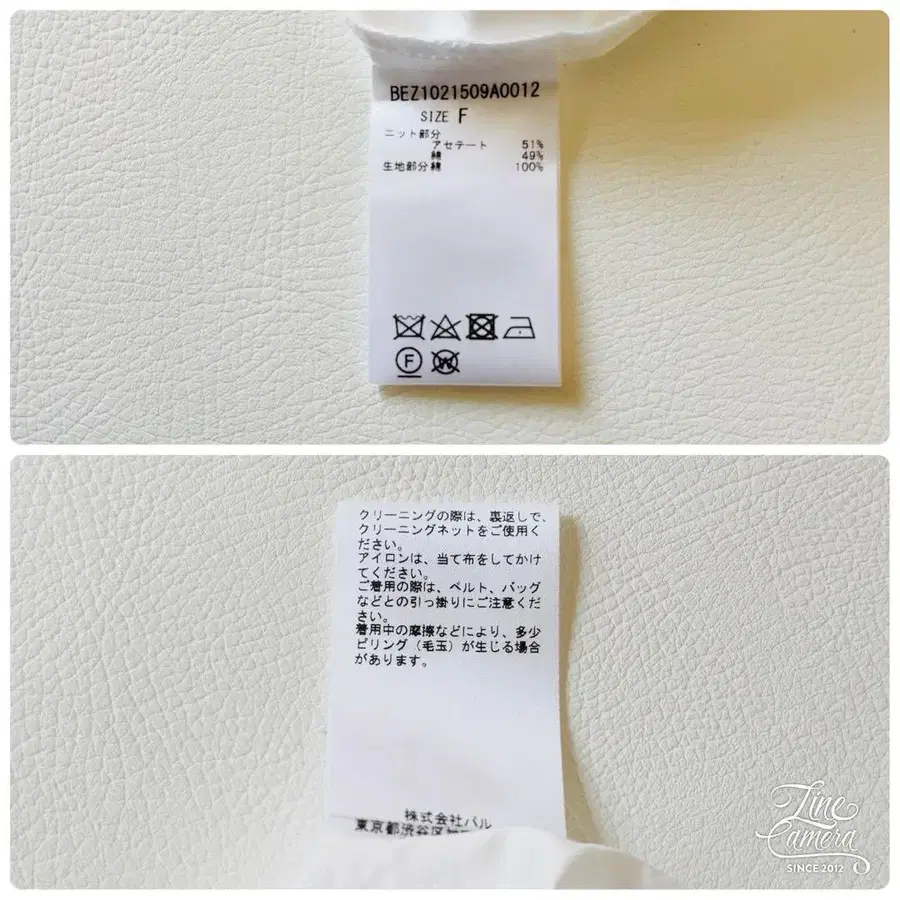 BEZ1021509A0012
SIZE F
ニット部分
アセテート 51%
綿 49%
生地部分綿 100%
F
W
クリーニングの際は、裏返しで、
クリーニングネットをご使用く
ださい。
アイロンは、当て布をしてかけ
てください。
ご着用の際は、ベルト、バッグ
などとの引っ掛りにご注意くだ
さい。
着用中の摩擦などにより、多少
ピリング（毛玉）が生じる場合
があります。
株式会社パル
東京都渋谷区
Line
Camera
SINCE 2012